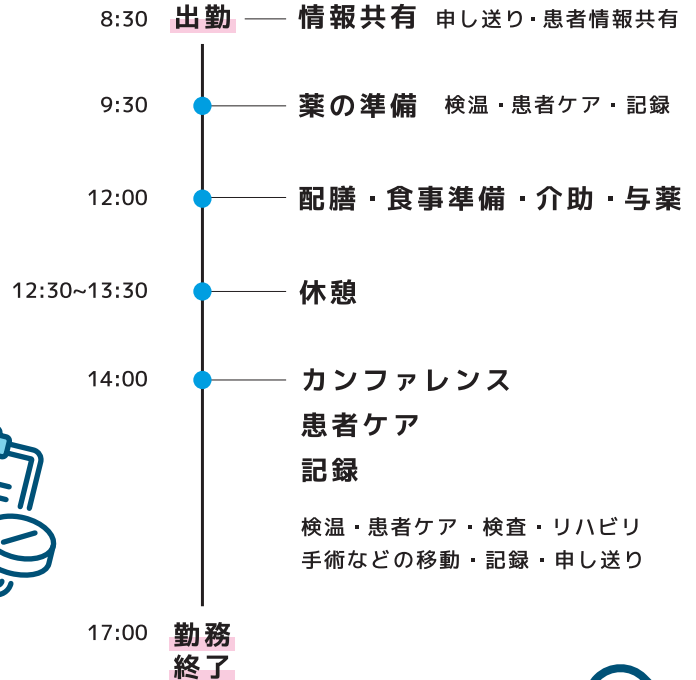 8:30 出勤 情報共有 申し送り・患者情報共有
9:30 薬の準備 検温・患者ケア・記録
12:00 配膳・食事準備・介助・与薬
12:30~13:30 休憩
14:00 カンファレンス
患者ケア
記録
検温・患者ケア・検査・リハビリ
手術などの移動・記録・申し送り
17:00 勤務
終了